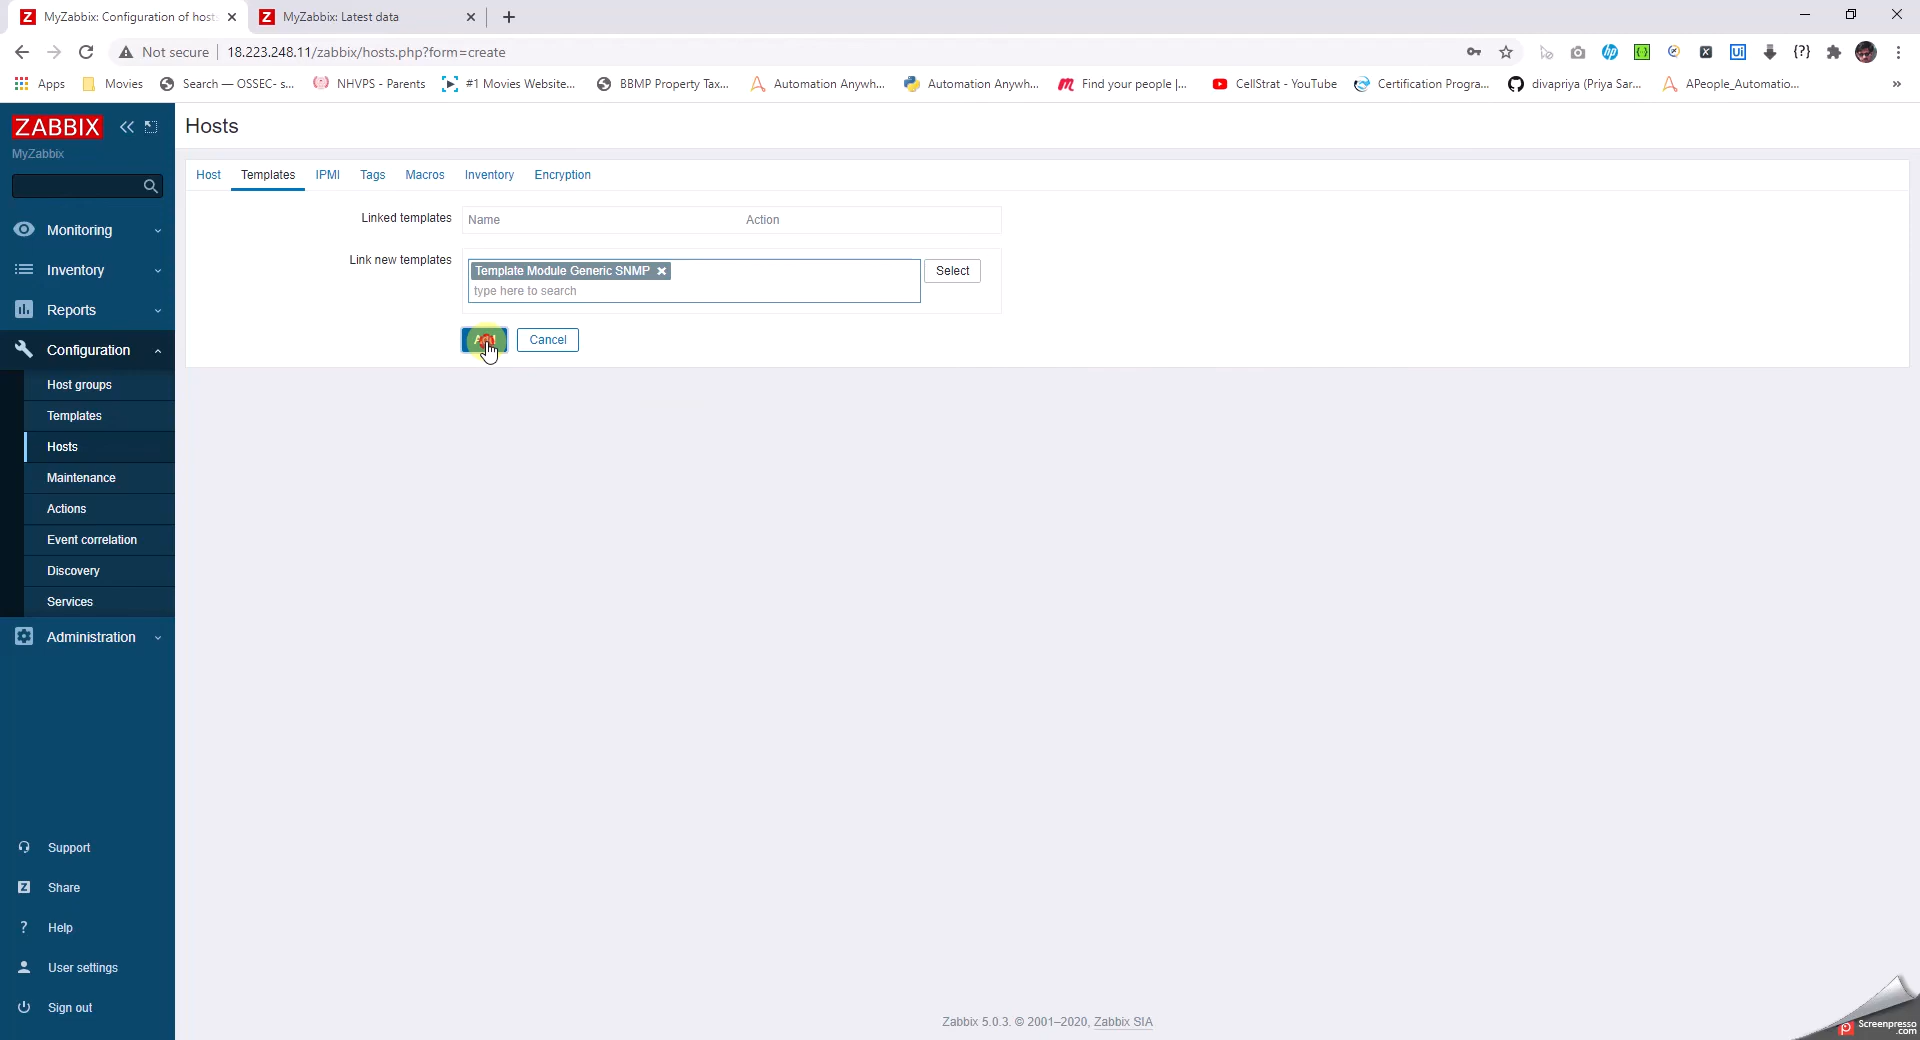 MyZabbix: Configuration of hosts
MyZabbix: Latest data
Not secure
18.223.248.11/zabbix/hosts.php?form=create
Apps
Movies
Search — OSSEC- s...
NHVPS - Parents
#1 Movies Website...
BBMP Property Tax...
Automation Anywh...
Automation Anywh...
Find your people |...
CellStrat - YouTube
Certification Progra...
divapriya (Priya Sar...
APeople_Automatio...
ZABBIX
MyZabbix
Monitoring
Inventory
Reports
Configuration
Host groups
Templates
Hosts
Maintenance
Actions
Event correlation
Discovery
Services
Administration
Support
Share
Help
User settings
Sign out
Hosts
Host Templates IPMI Tags Macros Inventory Encryption
Linked templates Name Action
Link new templates Template Module Generic SNMP
type here to search
Select
Cancel
Zabbix 5.0.3. © 2001–2020, Zabbix SIA
Screenpresso
.com